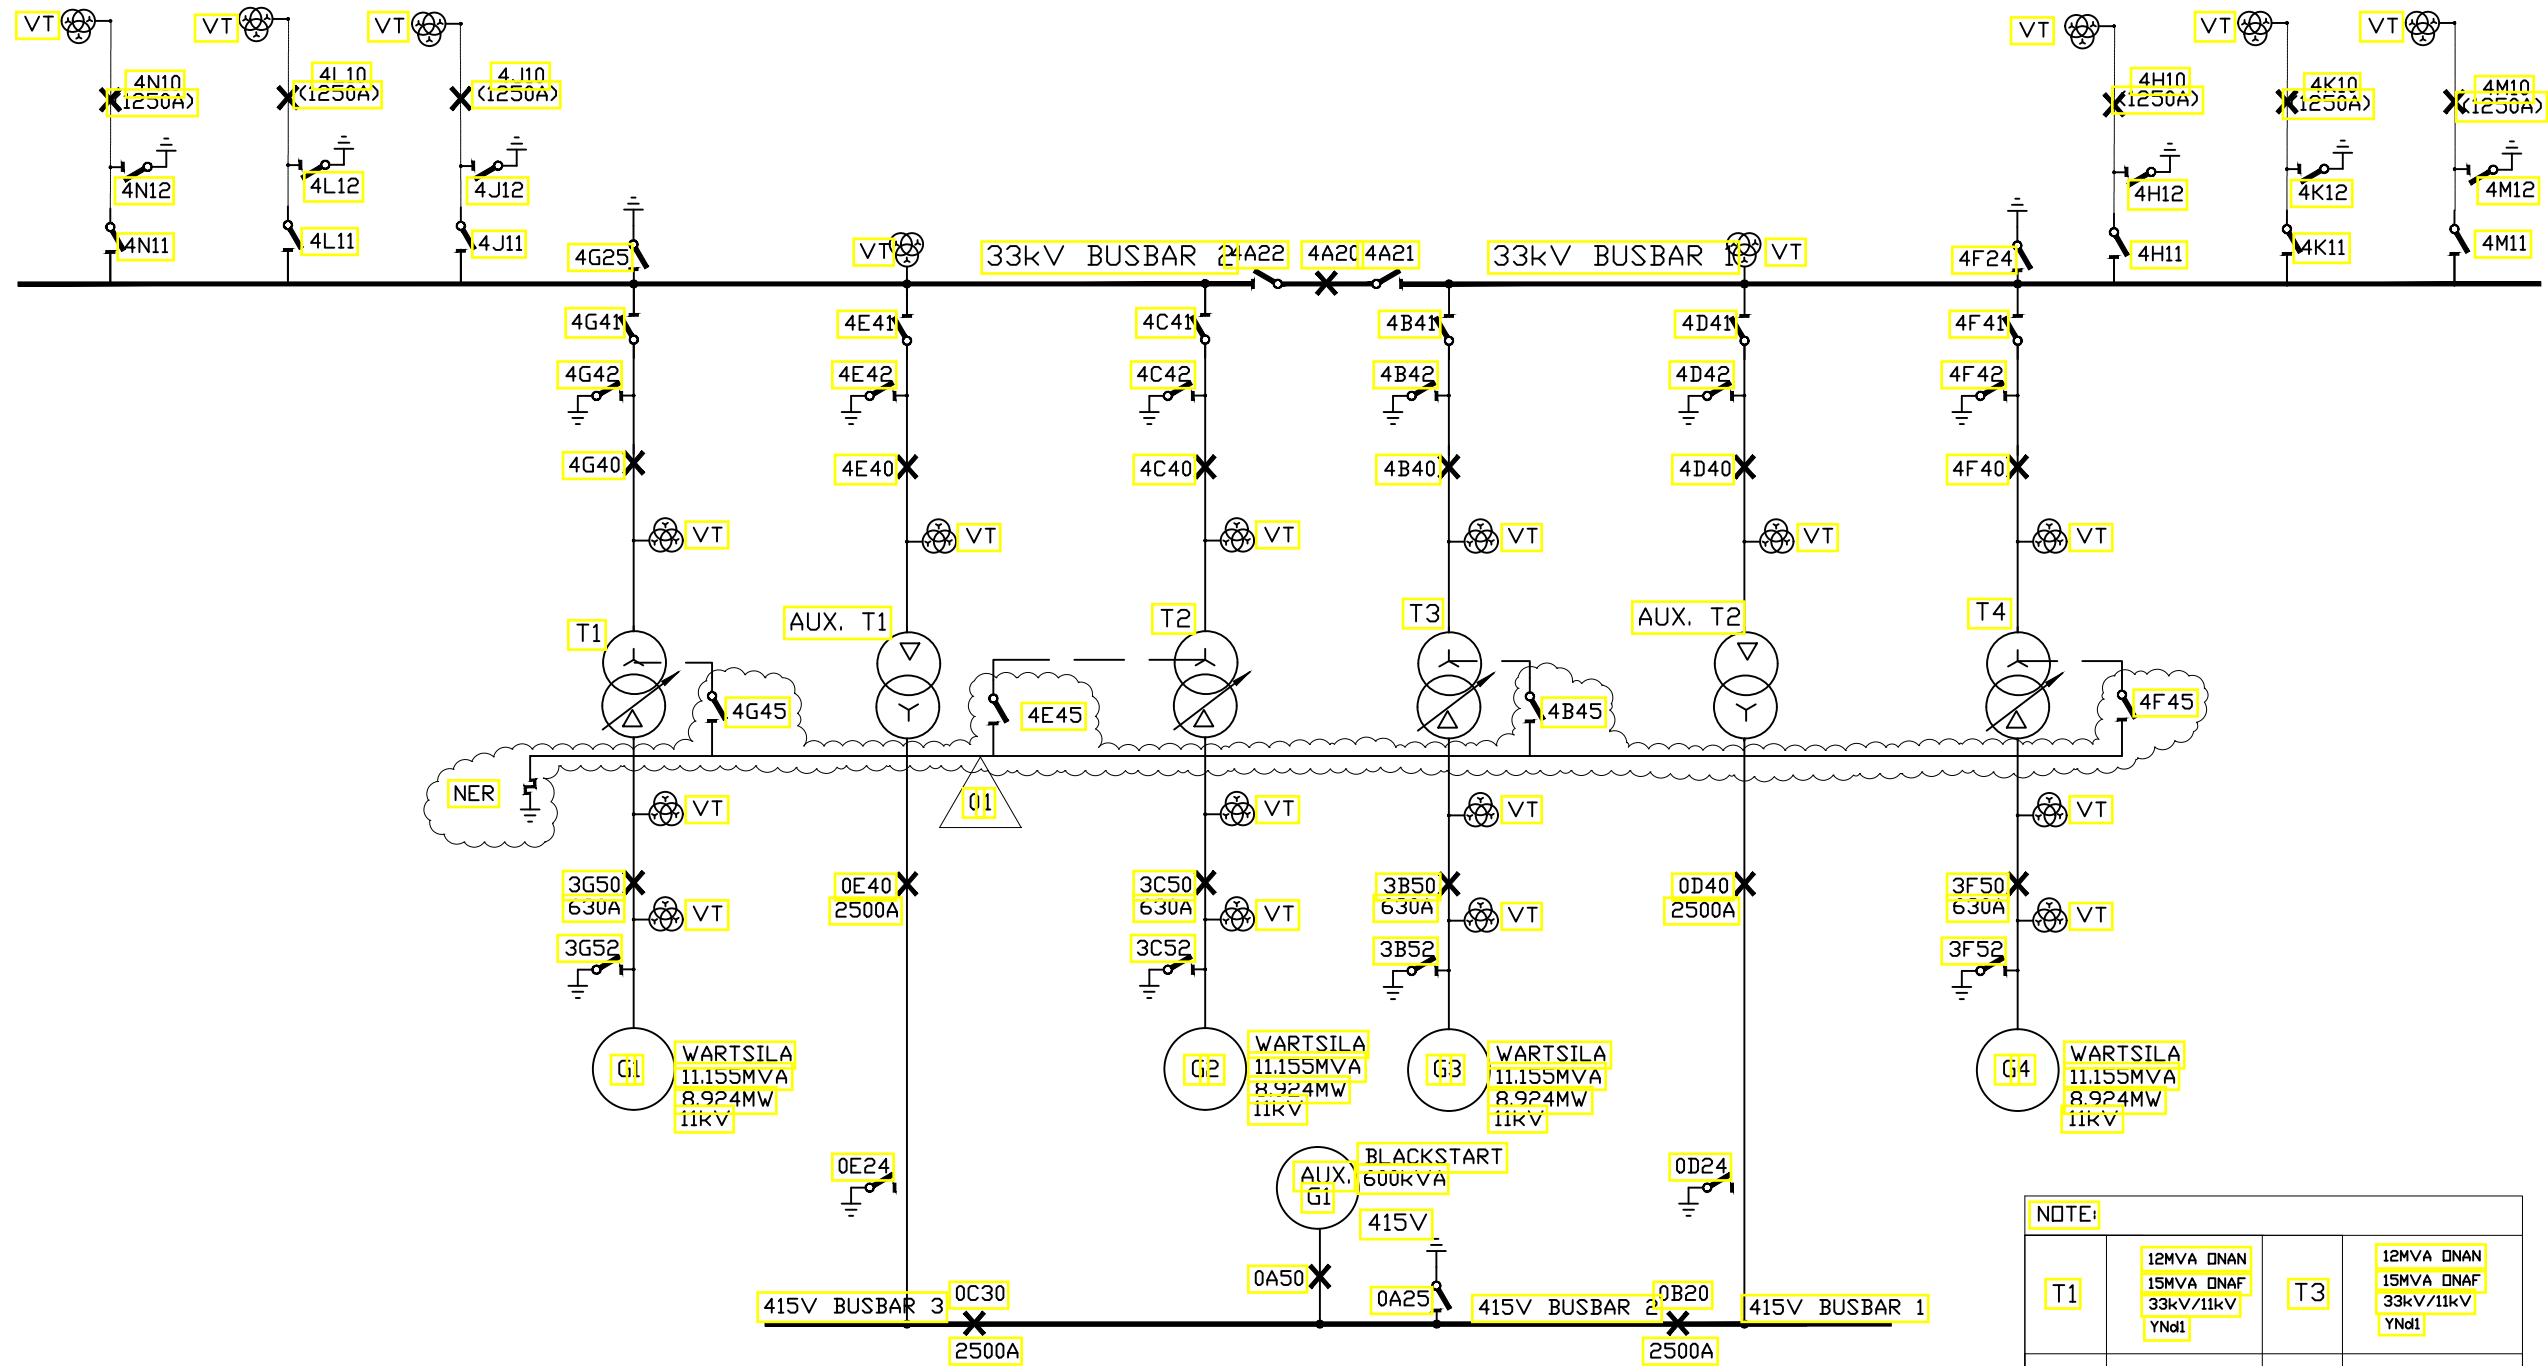 VT
VT
VT
VT
VT
VT
4N10
(1250A)
4L10
(1250A)
4J10
(1250A)
4H10
(1250A)
4K10
(1250A)
4M10
(1250A)
4N12
4L12
4J12
4H12
4K12
4M12
4N11
4L11
4J11
4H11
4K11
4M11
4G25
VT
33kV BUSBAR 2
4A22
4A20
4A21
33kV BUSBAR 1
VT
4F24
4G41
4E41
4C41
4B41
4D41
4F41
4G42
4E42
4C42
4B42
4D42
4F42
4G40
4E40
4C40
4B40
4D40
4F40
VT
VT
VT
VT
VT
VT
T1
AUX. T1
T2
T3
AUX. T2
T4
4G45
4E45
4B45
4F45
NER
01
VT
VT
VT
VT
3G50
630A
0E40
2500A
3C50
630A
3B50
630A
0D40
2500A
3F50
630A
VT
VT
VT
VT
3G52
3C52
3B52
3F52
G1
WARTSILA
11.155MVA
8.924MW
11kV
G2
WARTSILA
11.155MVA
8.924MW
11kV
G3
WARTSILA
11.155MVA
8.924MW
11kV
G4
WARTSILA
11.155MVA
8.924MW
11kV
0E24
AUX.
G1
BLACKSTART
600kVA
415V
0D24
0A50
0A25
415V BUSBAR 3
0C30
2500A
415V BUSBAR 2
0B20
2500A
415V BUSBAR 1
NOTE:
T1
12MVA ONAN
15MVA ONAF
33kV/11kV
YNd1
T3
12MVA ONAN
15MVA ONAF
33kV/11kV
YNd1